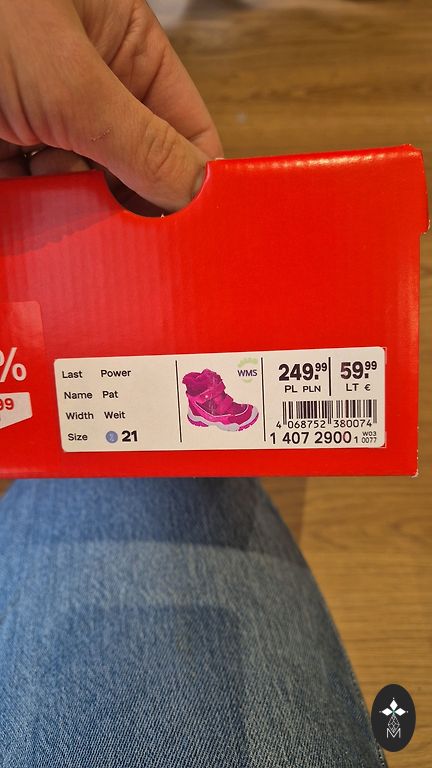 %
99
Last Power
Name Pat
Width Weit
Size 21
WMS
249.99
PL PLN
59.99
LT €
4 068752 380074
1 407 2900 1
W03
0077
M